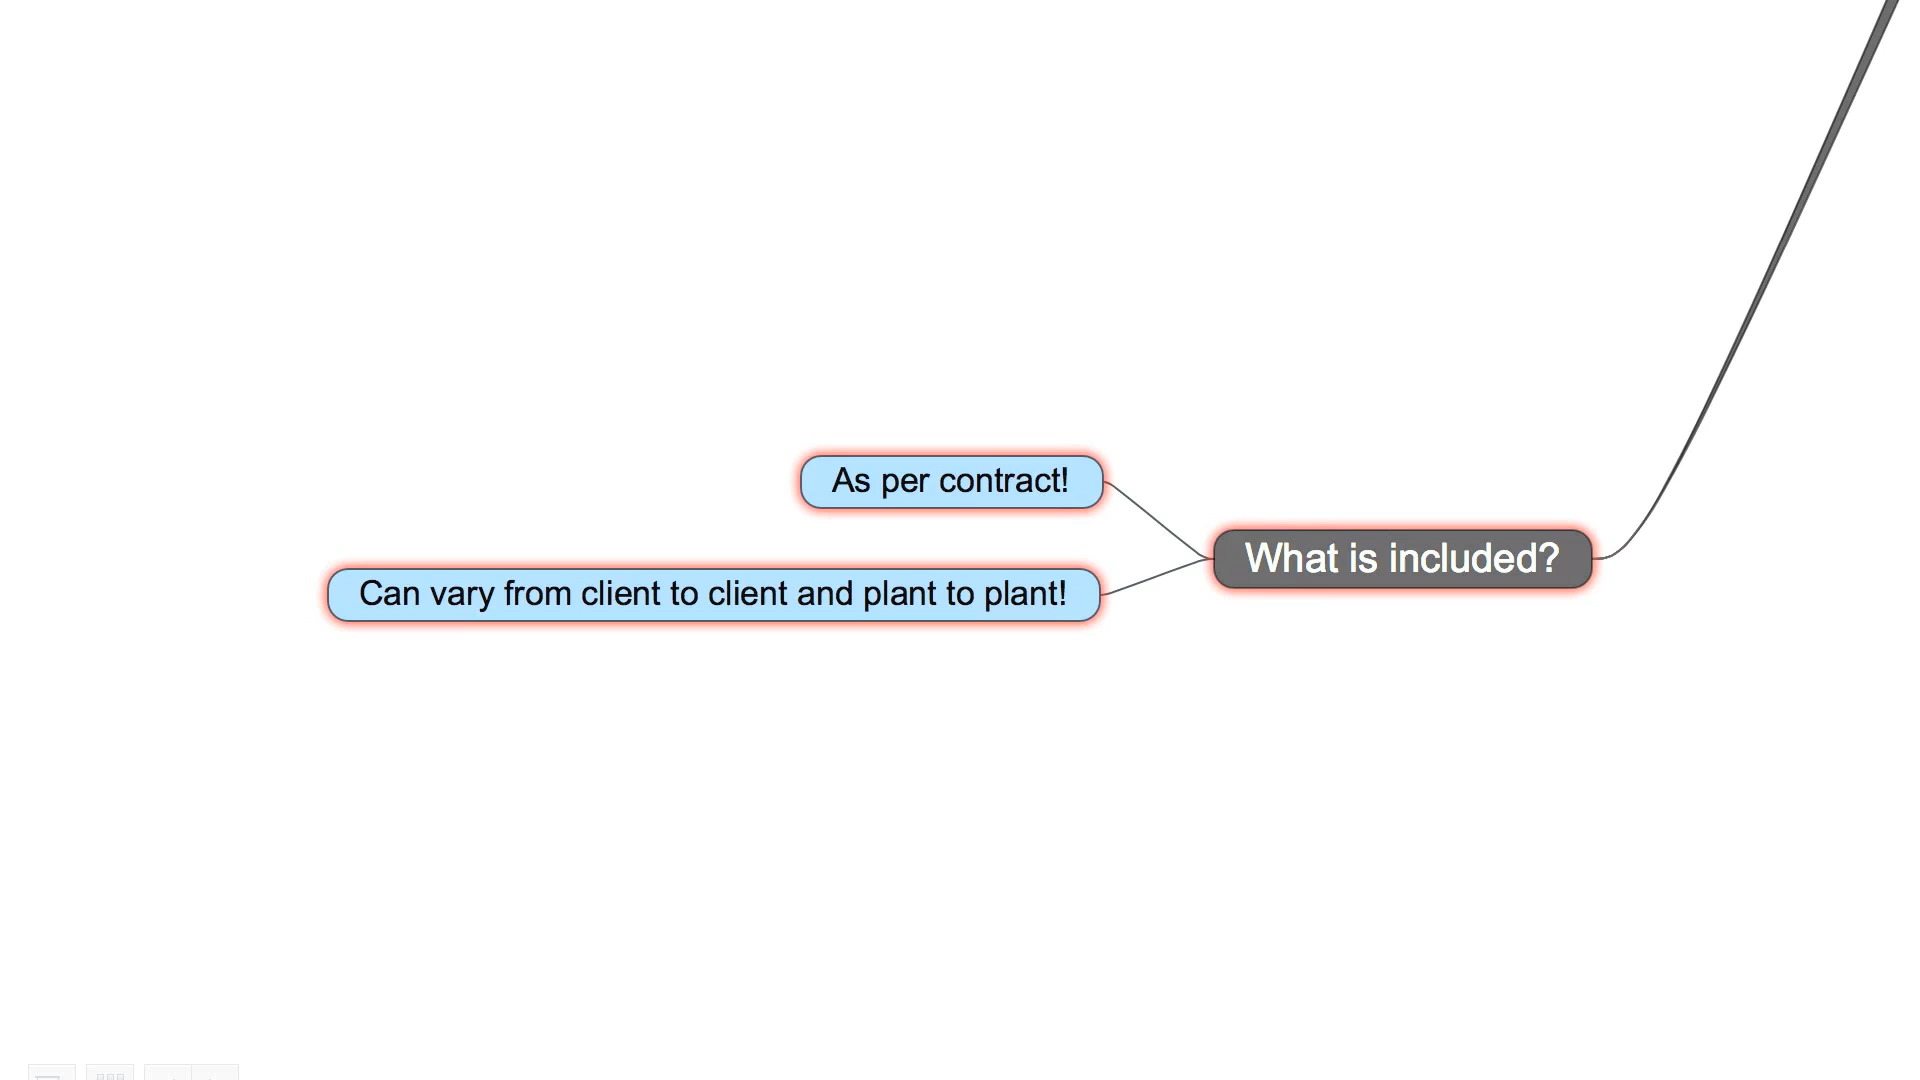 As per contract!
What is included?
Can vary from client to client and plant to plant!